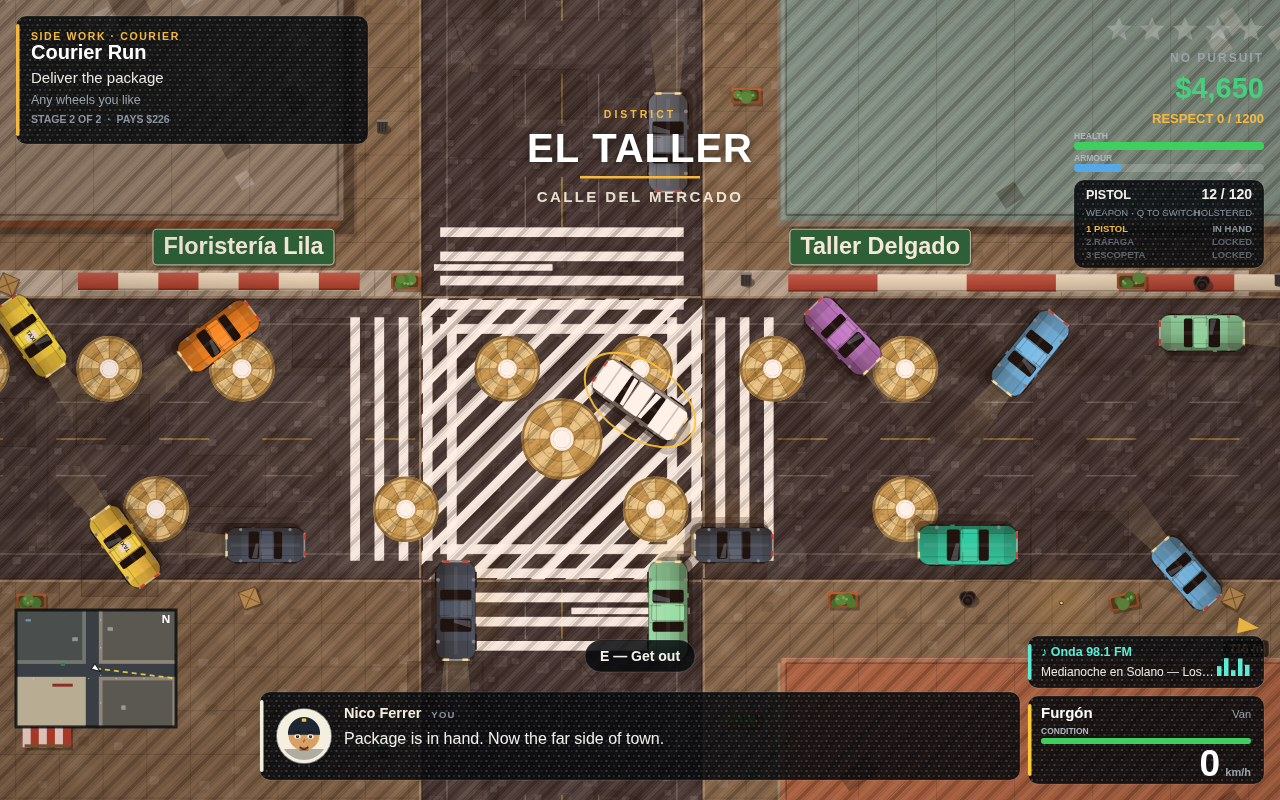 SIDE WORK · COURIER
Courier Run
Deliver the package
Any wheels you like
STAGE 2 OF 2 · PAYS $226
DISTRICT
EL TALLER
CALLE DEL MERCADO
NO PURSUIT
$4,650
RESPECT 0 / 1200
HEALTH
ARMOUR
PISTOL 12 / 120
WEAPON · Q TO SWITCH HOLSTERED
1 PISTOL IN HAND
2 RÁFAGA LOCKED
3 ESCOPETA LOCKED
Floristería Lila
Taller Delgado
TAXI
TAXI
N
E — Get out
♪ Onda 98.1 FM
Medianoche en Solano — Los…
Nico Ferrer YOU
Package is in hand. Now the far side of town.
Furgón Van
CONDITION
0 km/h